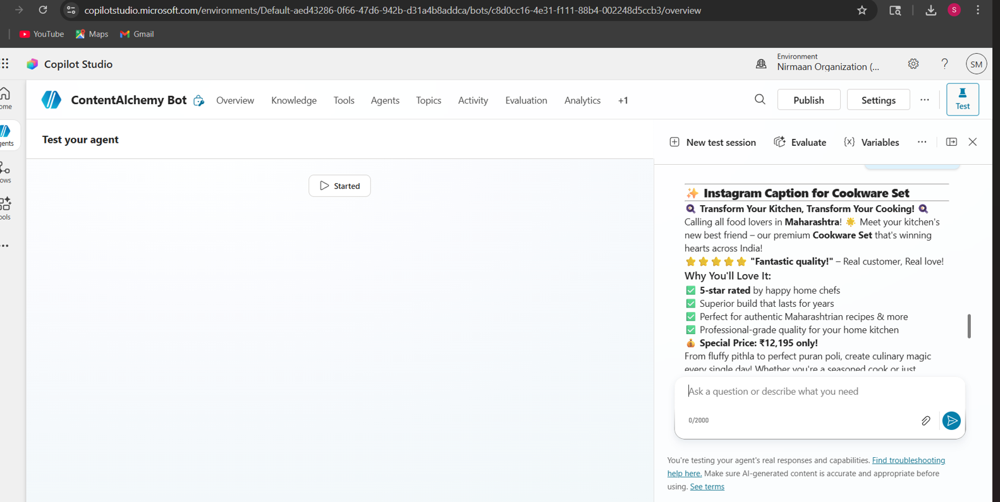 copilotstudio.microsoft.com/environments/Default-aed43286-0f66-47d6-942b-d31a4b8addca/bots/c8d0cc16-4e31-f111-88b4-002248d5ccb3/overview
S
YouTube Maps Gmail
Copilot Studio
Environment
Nirmaan Organization (...
SM
ContentAlchemy Bot
Overview Knowledge Tools Agents Topics Activity Evaluation Analytics +1
Publish Settings ... Test
ome
gents
ows
ools
Test your agent
New test session Evaluate {x} Variables ...
Started
✨ Instagram Caption for Cookware Set
🍳 Transform Your Kitchen, Transform Your Cooking! 🍳
Calling all food lovers in Maharashtra! 🌟 Meet your kitchen's
new best friend – our premium Cookware Set that's winning
hearts across India!
⭐⭐⭐⭐⭐ "Fantastic quality!" – Real customer, Real love!
Why You'll Love It:
✅ 5-star rated by happy home chefs
✅ Superior build that lasts for years
✅ Perfect for authentic Maharashtrian recipes & more
✅ Professional-grade quality for your home kitchen
💰 Special Price: ₹12,195 only!
From fluffy pithla to perfect puran poli, create culinary magic
every single day! Whether you're a seasoned cook or just
Ask a question or describe what you need
0/2000
You're testing your agent's real responses and capabilities. Find troubleshooting
help here. Make sure AI-generated content is accurate and appropriate before
using. See terms